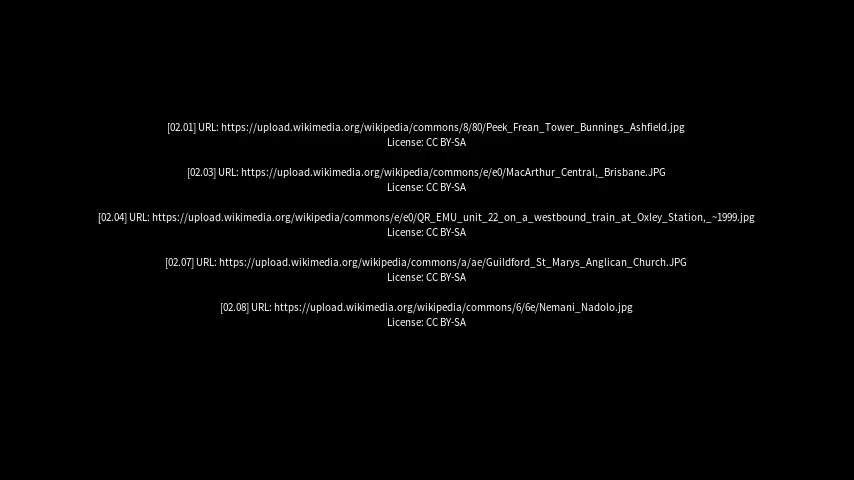 [02.01] URL: https://upload.wikimedia.org/wikipedia/commons/8/80/Peek_Frean_Tower_Bunnings_Ashfield.jpg
License: CC BY-SA
[02.03] URL: https://upload.wikimedia.org/wikipedia/commons/e/e0/MacArthur_Central,_Brisbane.JPG
License: CC BY-SA
[02.04] URL: https://upload.wikimedia.org/wikipedia/commons/e/e0/QR_EMU_unit_22_on_a_westbound_train_at_Oxley_Station,_~1999.jpg
License: CC BY-SA
[02.07] URL: https://upload.wikimedia.org/wikipedia/commons/a/ae/Guildford_St_Marys_Anglican_Church.JPG
License: CC BY-SA
[02.08] URL: https://upload.wikimedia.org/wikipedia/commons/6/6e/Nemani_Nadolo.jpg
License: CC BY-SA